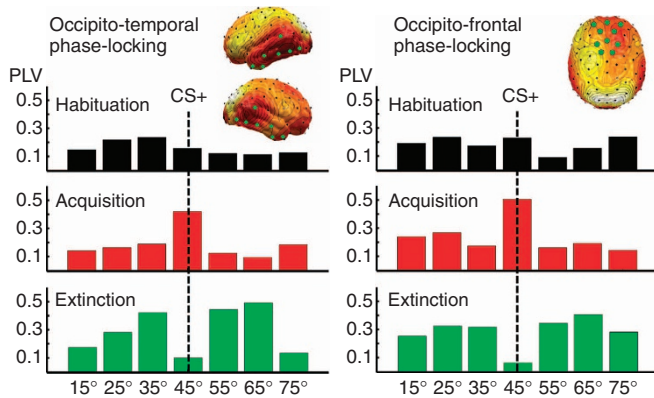 Occipito-temporal
phase-locking
PLV
0.5
0.3
0.1
Habituation
CS+
0.5
0.3
0.1
Acquisition
0.5
0.3
0.1
Extinction
15° 25° 35° 45° 55° 65° 75°
Occipito-frontal
phase-locking
PLV
0.5
0.3
0.1
Habituation
CS+
0.5
0.3
0.1
Acquisition
0.5
0.3
0.1
Extinction
15° 25° 35° 45° 55° 65° 75°